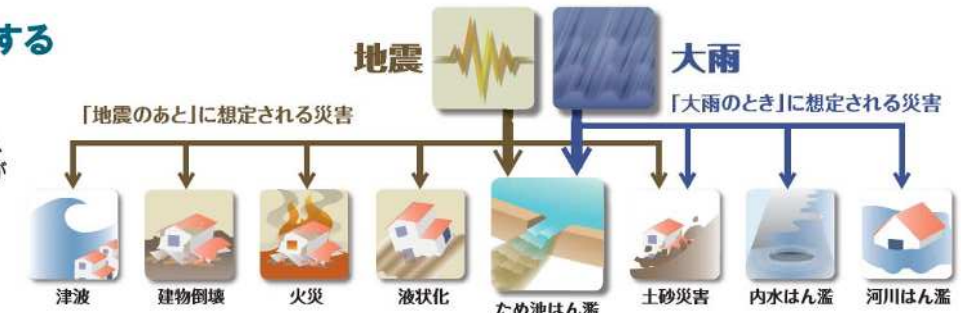 する
が
地震
大雨
「地震のあと」に想定される災害
「大雨のとき」に想定される災害
津波
建物倒壊
火災
液状化
ため池はん濫
土砂災害
内水はん濫
河川はん濫